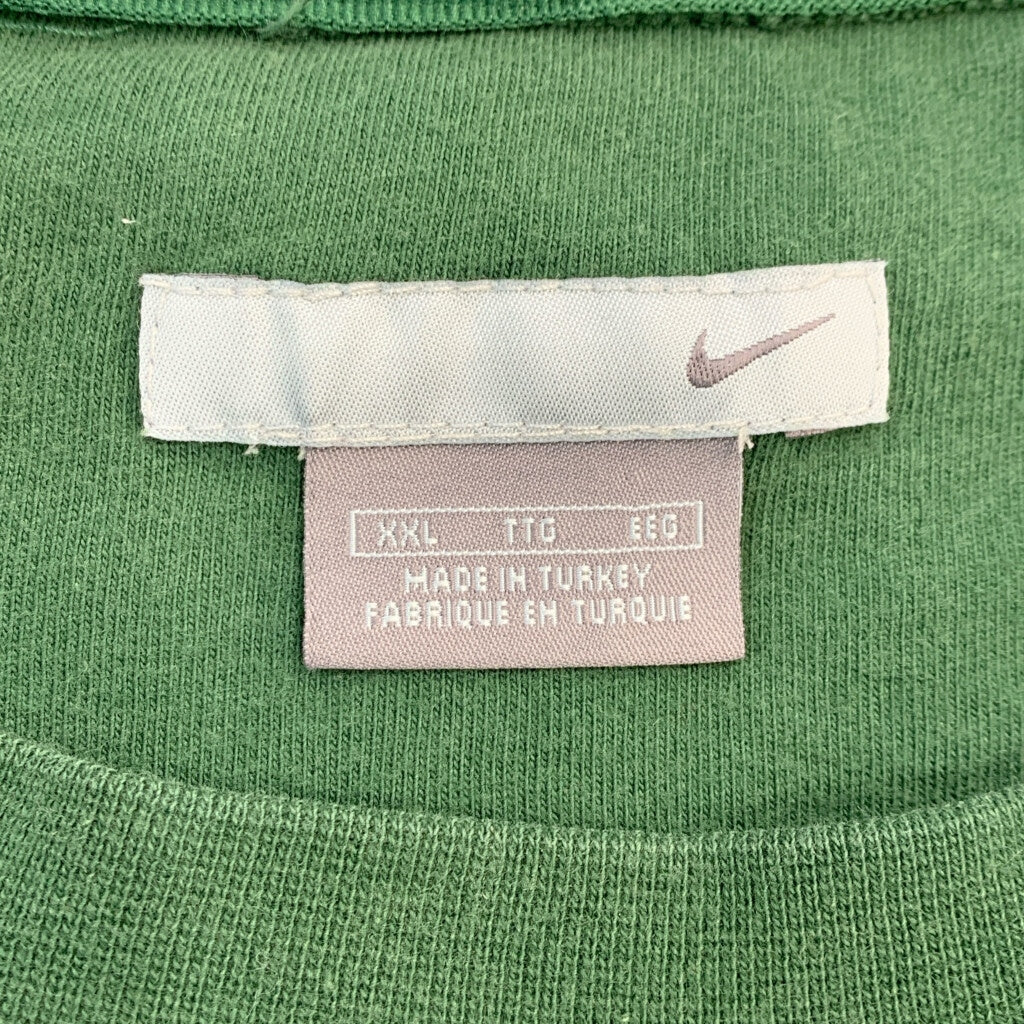 XXL TTG EEG
MADE IN TURKEY
FABRIQUE EN TURQUIE